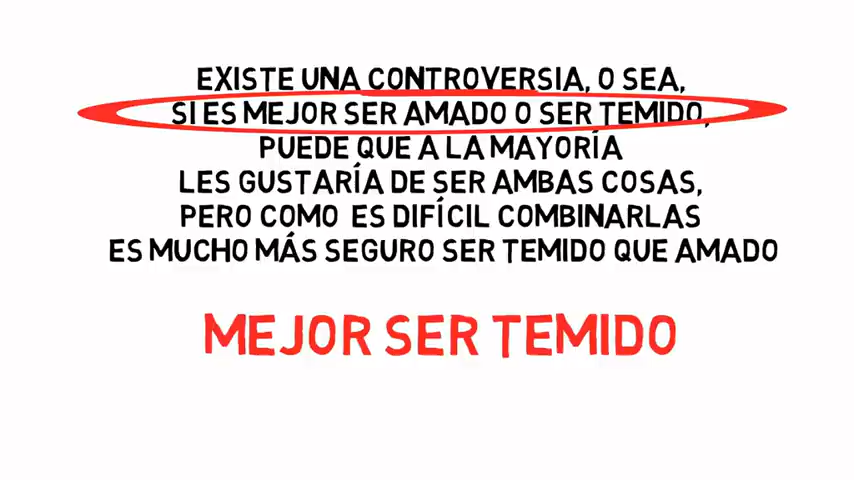 EXISTE UNA CONTROVERSIA, O SEA,
SI ES MEJOR SER AMADO O SER TEMIDO,
PUEDE QUE A LA MAYORÍA
LES GUSTARÍA DE SER AMBAS COSAS,
PERO COMO ES DIFÍCIL COMBINARLAS
ES MUCHO MÁS SEGURO SER TEMIDO QUE AMADO
MEJOR SER TEMIDO